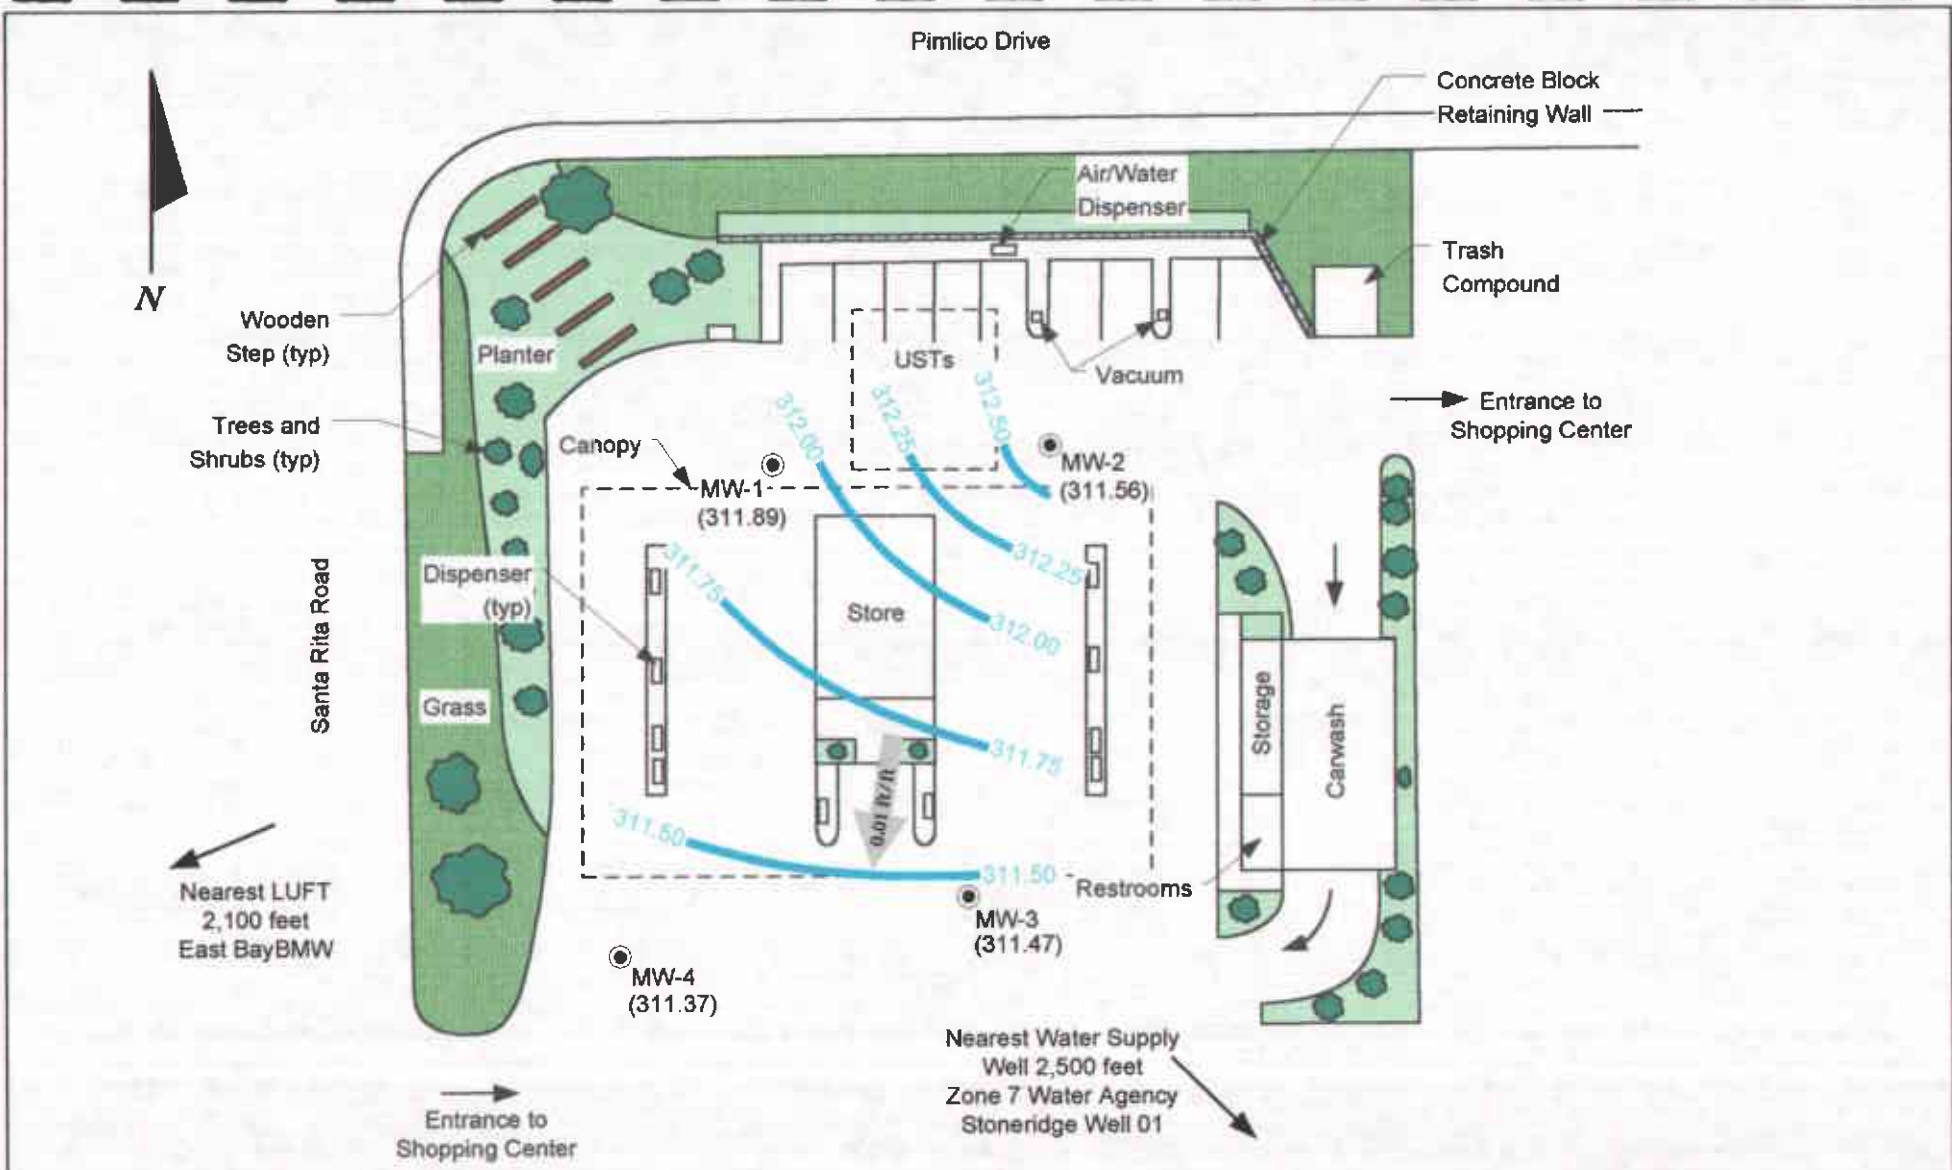 Pimlico Drive
Concrete Block
Retaining Wall
Air/Water
Dispenser
Trash
Compound
N
Wooden
Step (typ)
Planter
USTs
Vacuum
Entrance to
Shopping Center
Trees and
Shrubs (typ)
Canopy
312.00
312.25
312.50
MW-1
(311.89)
MW-2
(311.56)
311.75
312.25
Dispenser
(typ)
Store
312.00
Santa Rita Road
Grass
311.75
Storage
Carwash
0.01 ft/ft
311.50
311.50
Restrooms
Nearest LUFT
2,100 feet
East BayBMW
MW-3
(311.47)
MW-4
(311.37)
Nearest Water Supply
Well 2,500 feet
Zone 7 Water Agency
Stoneridge Well 01
Entrance to
Shopping Center